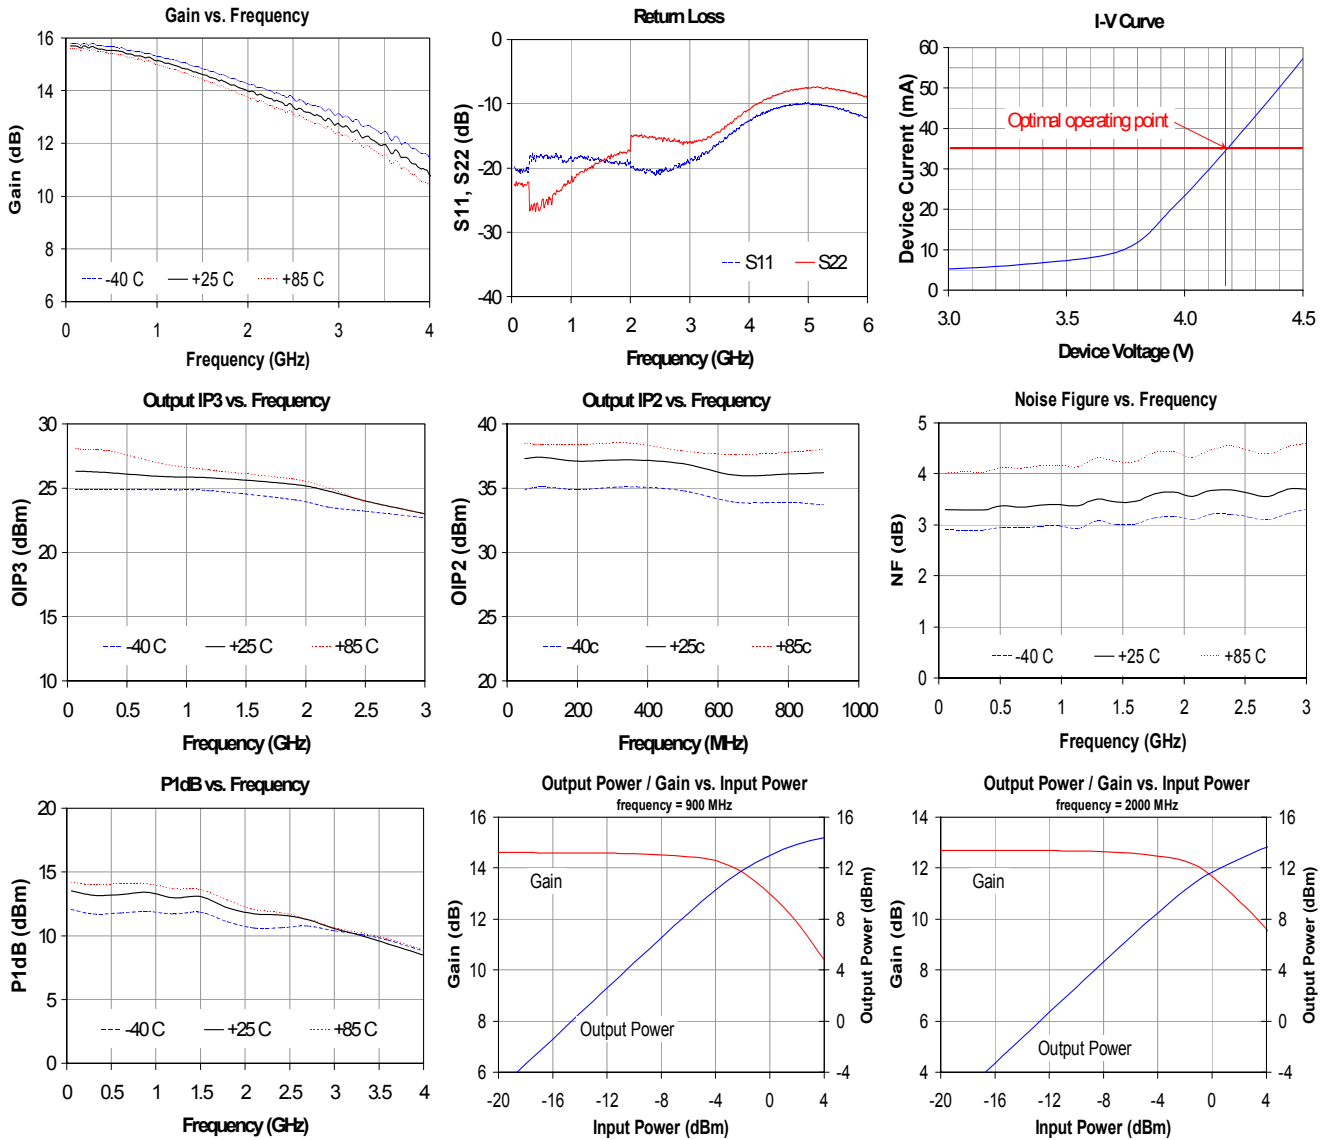 Gain vs. Frequency
16
14
12
10
8
6
Gain (dB)
-40 C
+25 C
+85 C
0
1
2
3
4
Frequency (GHz)
Return Loss
0
-10
-20
-30
-40
S11, S22 (dB)
S11
S22
0
1
2
3
4
5
6
Frequency (GHz)
I-V Curve
60
50
40
30
20
10
0
Device Current (mA)
Optimal operating point
3.0
3.5
4.0
4.5
Device Voltage (V)
Output IP3 vs. Frequency
30
25
20
15
10
OIP3 (dBm)
-40 C
+25 C
+85 C
0
0.5
1
1.5
2
2.5
3
Frequency (GHz)
Output IP2 vs. Frequency
40
35
30
25
20
OIP2 (dBm)
-40c
+25c
+85c
0
200
400
600
800
1000
Frequency (MHz)
Noise Figure vs. Frequency
5
4
3
2
1
0
NF (dB)
-40 C
+25 C
+85 C
0
0.5
1
1.5
2
2.5
3
Frequency (GHz)
P1dB vs. Frequency
20
15
10
5
0
P1dB (dBm)
-40 C
+25 C
+85 C
0
0.5
1
1.5
2
2.5
3
3.5
4
Frequency (GHz)
Output Power / Gain vs. Input Power
frequency = 900 MHz
16
14
12
10
8
6
Gain (dB)
Gain
Output Power
16
12
8
4
0
-4
Output Power (dBm)
-20
-16
-12
-8
-4
0
4
Input Power (dBm)
Output Power / Gain vs. Input Power
frequency = 2000 MHz
14
12
10
8
6
4
Gain (dB)
Gain
Output Power
16
12
8
4
0
-4
Output Power (dBm)
-20
-16
-12
-8
-4
0
4
Input Power (dBm)